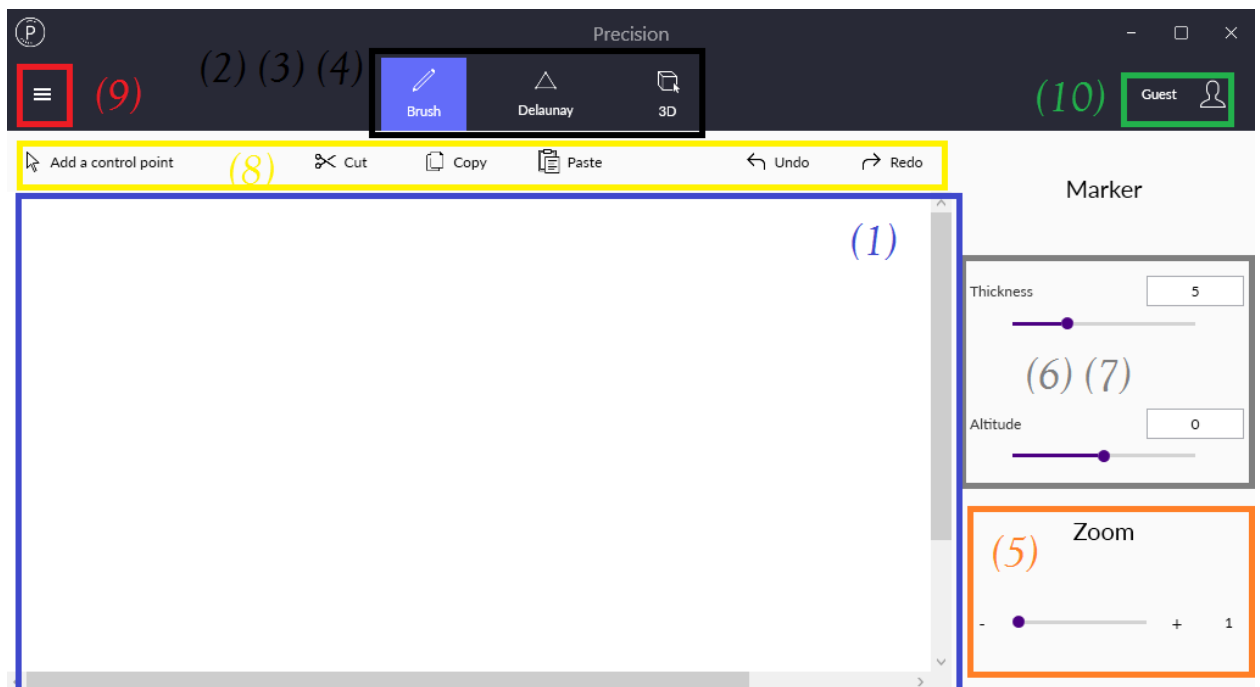 P
Precision
(2) (3) (4)
(9)
Brush
Delaunay
3D
(10)
Guest
Add a control point
(8)
Cut
Copy
Paste
Undo
Redo
Marker
(1)
Thickness
5
(6) (7)
Altitude
0
Zoom
(5)
-
+
1